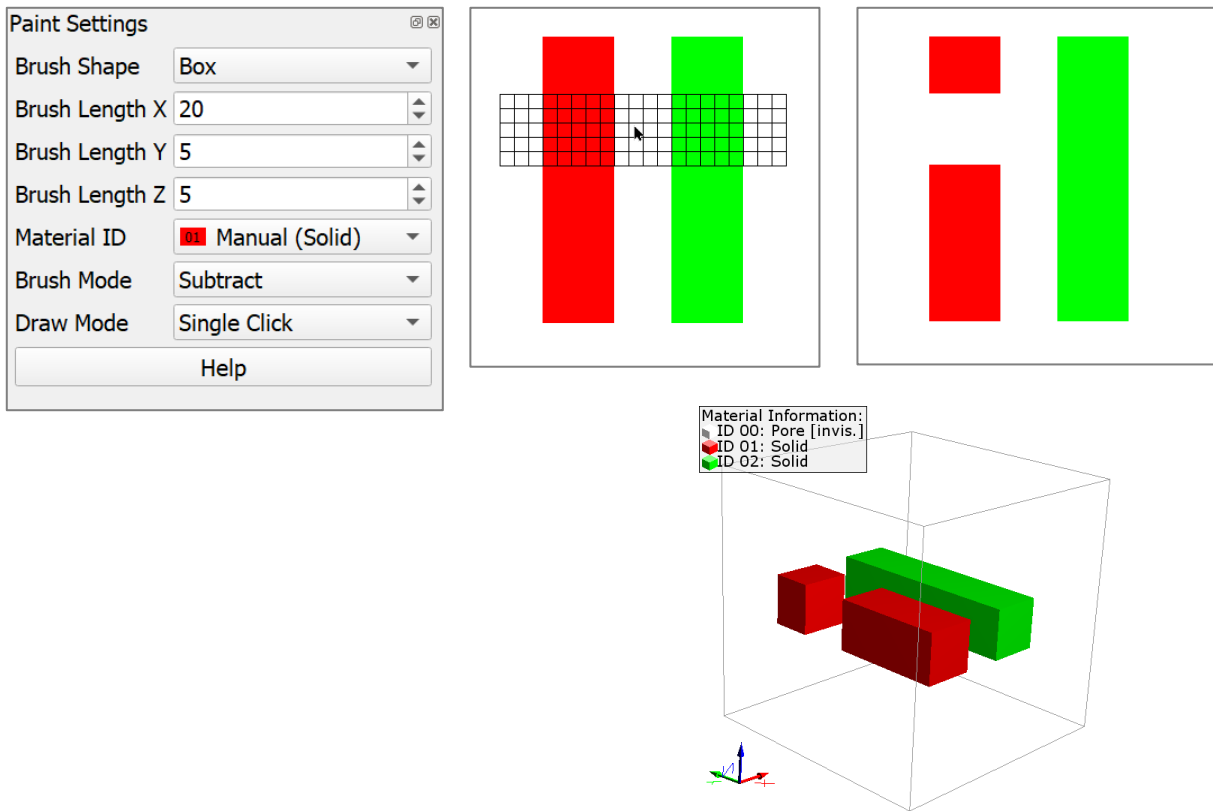 Paint Settings
Brush Shape Box
Brush Length X 20
Brush Length Y 5
Brush Length Z 5
Material ID 01 Manual (Solid)
Brush Mode Subtract
Draw Mode Single Click
Help
Material Information:
ID 00: Pore [invis.]
ID 01: Solid
ID 02: Solid